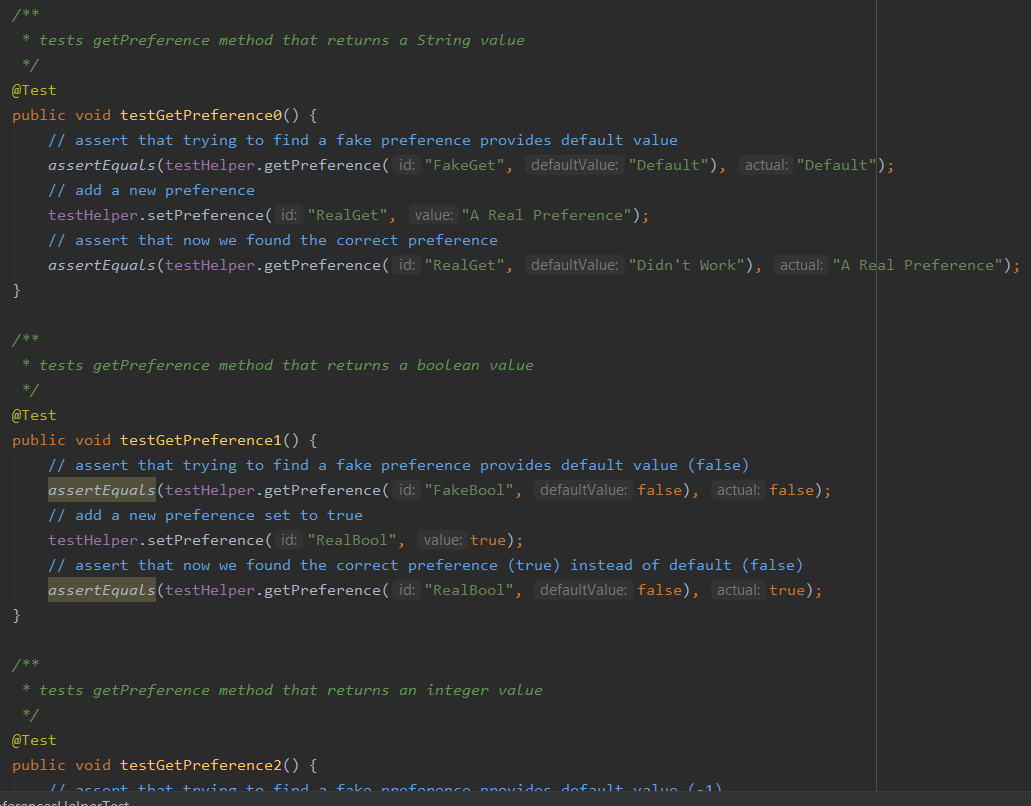 /**
 * tests getPreference method that returns a String value
 */
@Test
public void testGetPreference0() {
    // assert that trying to find a fake preference provides default value
    assertEquals(testHelper.getPreference( id: "FakeGet", defaultValue: "Default"), actual: "Default");
    // add a new preference
    testHelper.setPreference( id: "RealGet", value: "A Real Preference");
    // assert that now we found the correct preference
    assertEquals(testHelper.getPreference( id: "RealGet", defaultValue: "Didn't Work"), actual: "A Real Preference");
}
/**
 * tests getPreference method that returns a boolean value
 */
@Test
public void testGetPreference1() {
    // assert that trying to find a fake preference provides default value (false)
    assertEquals(testHelper.getPreference( id: "FakeBool", defaultValue: false), actual: false);
    // add a new preference set to true
    testHelper.setPreference( id: "RealBool", value: true);
    // assert that now we found the correct preference (true) instead of default (false)
    assertEquals(testHelper.getPreference( id: "RealBool", defaultValue: false), actual: true);
}
/**
 * tests getPreference method that returns an integer value
 */
@Test
public void testGetPreference2() {
    // assert that trying to find a fake preference provides default value (-1)